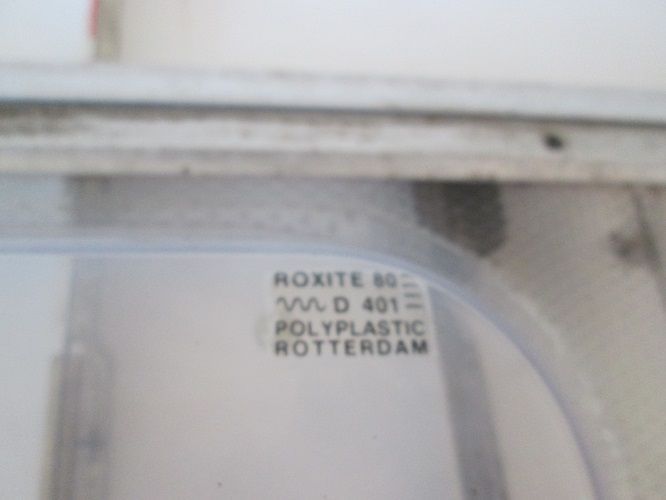 ROXITE 80
D 401
POLYPLASTIC
ROTTERDAM